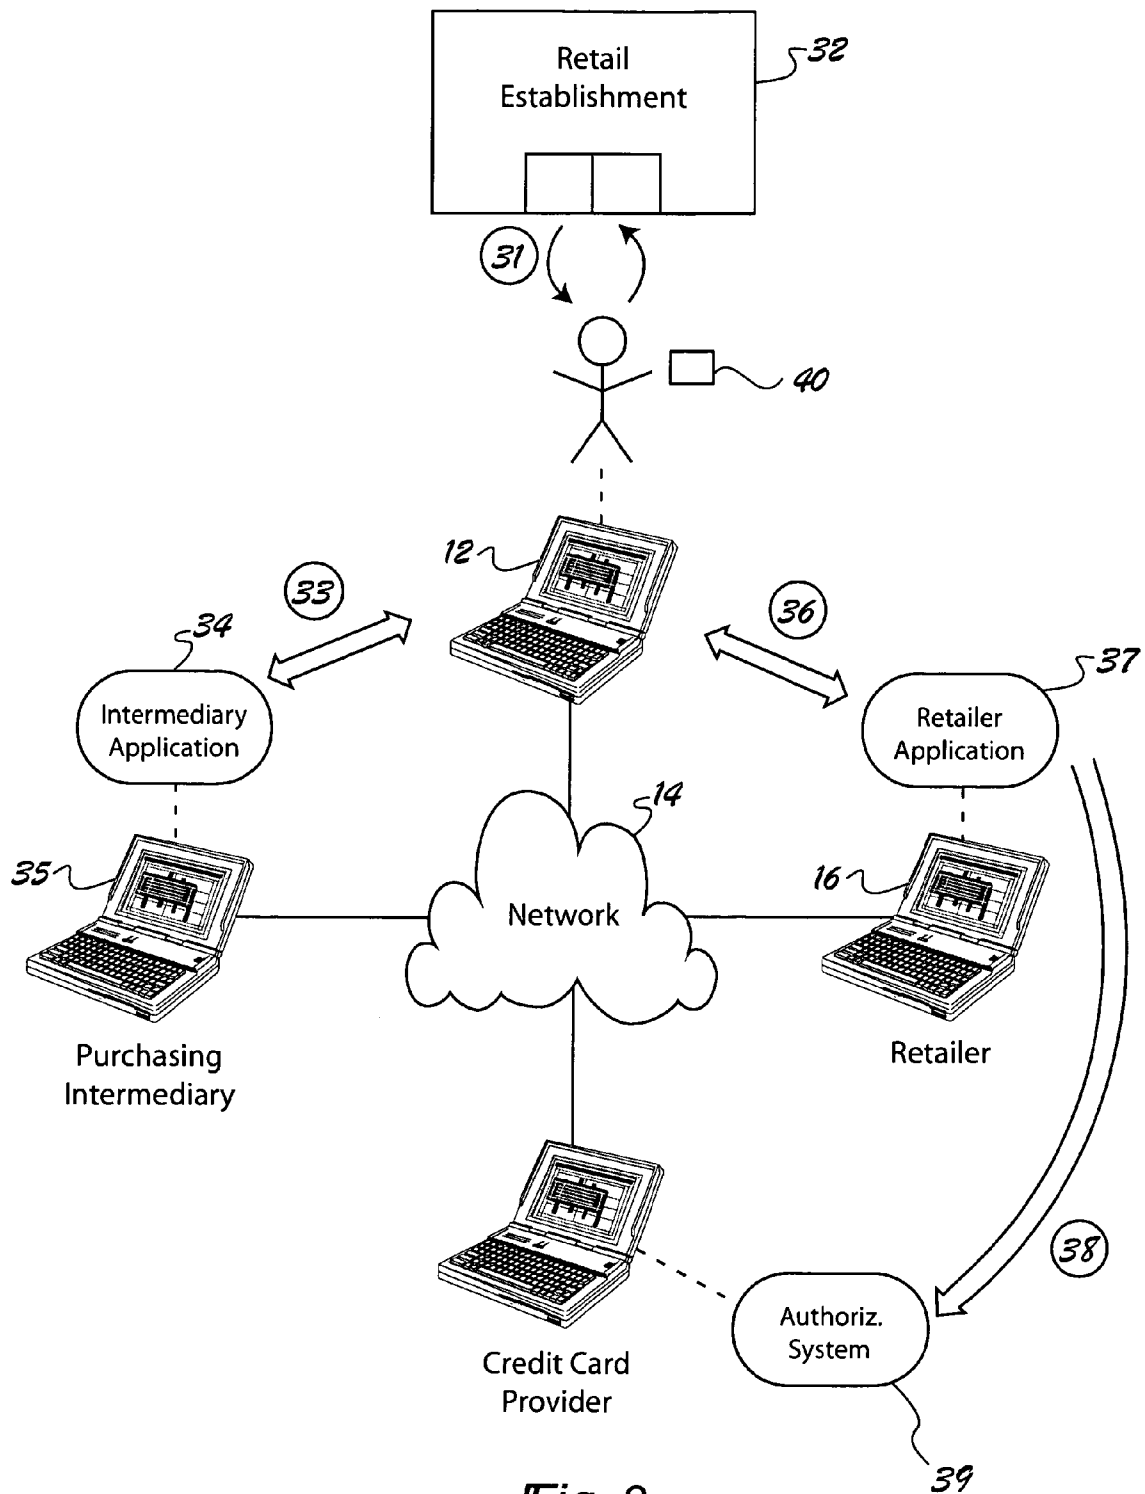 Retail
Establishment
32
31
40
12
33
36
34
37
Intermediary
Application
Retailer
Application
14
35
16
Network
Purchasing
Intermediary
Retailer
38
Authoriz.
System
Credit Card
Provider
39